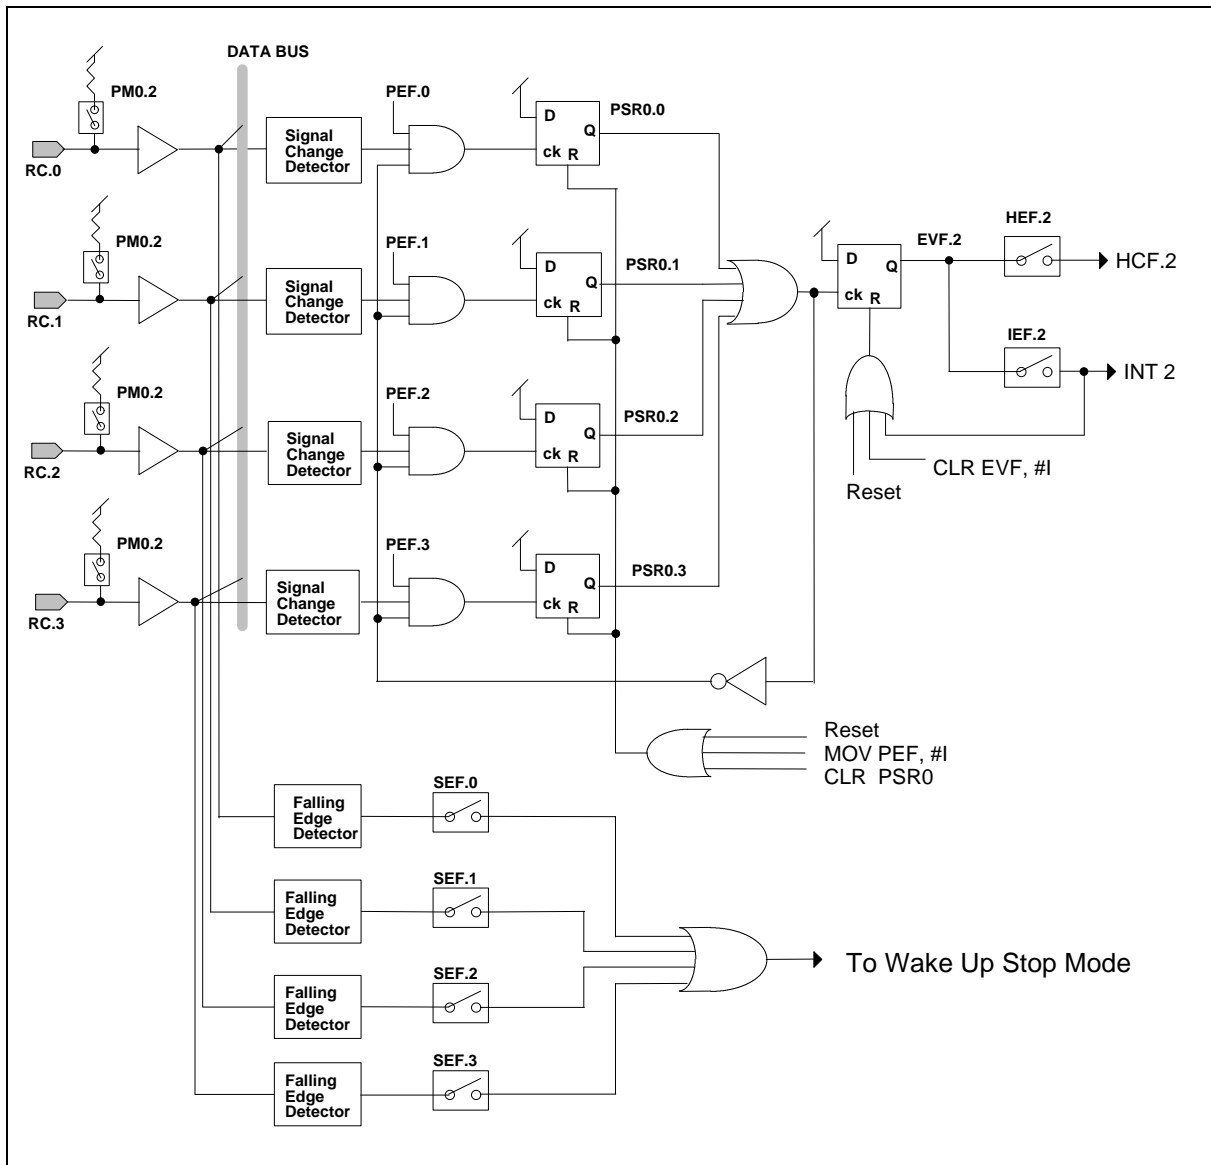 DATA BUS
PM0.2
RC.0
Signal
Change
Detector
PEF.0
D
Q
ck
R
PSR0.0
PM0.2
RC.1
Signal
Change
Detector
PEF.1
D
Q
ck
R
PSR0.1
D
Q
ck
R
EVF.2
HEF.2
HCF.2
IEF.2
INT 2
CLR EVF, #I
Reset
PM0.2
RC.2
Signal
Change
Detector
PEF.2
D
Q
ck
R
PSR0.2
PM0.2
RC.3
Signal
Change
Detector
PEF.3
D
Q
ck
R
PSR0.3
Reset
MOV PEF, #I
CLR PSR0
Falling
Edge
Detector
SEF.0
Falling
Edge
Detector
SEF.1
Falling
Edge
Detector
SEF.2
Falling
Edge
Detector
SEF.3
To Wake Up Stop Mode